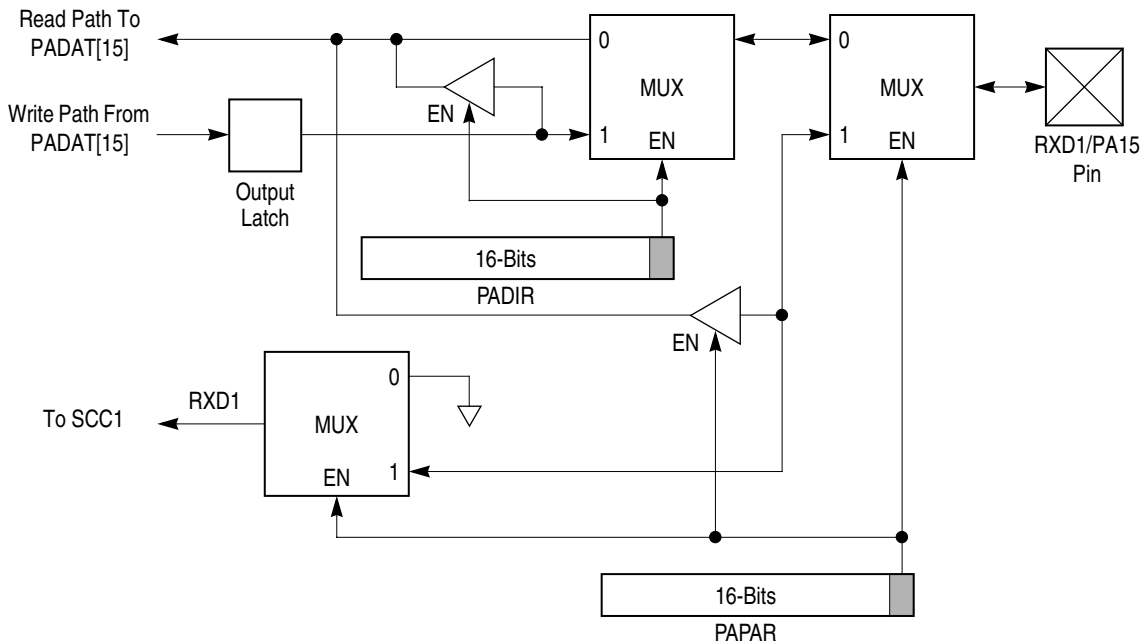 Read Path To
PADAT[15]
0
MUX
0
MUX
EN
Write Path From
PADAT[15]
1
EN
1
EN
RXD1/PA15
Pin
Output
Latch
16-Bits
PADIR
EN
0
RXD1
To SCC1
MUX
EN
1
16-Bits
PAPAR